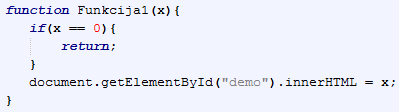 function Funkcija1(x){
if(x == 0){
return;
}
document.getElementById("demo").innerHTML = x;
}